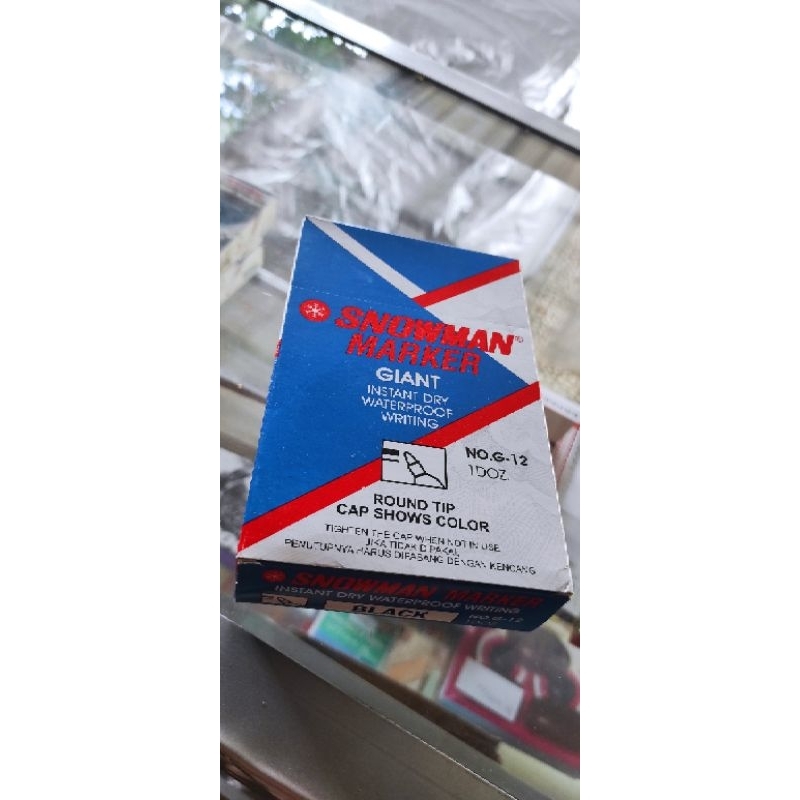 SNOWMAN®
MARKER
GIANT
INSTANT DRY
WATERPROOF
WRITING
NO.G-12
1DOZ.
ROUND TIP
CAP SHOWS COLOR
TIGHTEN THE CAP WHEN NOT IN USE
JIKA TIDAK DIPAKAI,
PENUTUPNYA HARUS DIPASANG DENGAN KENCANG
SNOWMAN MARKER
INSTANT DRY WATERPROOF WRITING
BLACK
NO.G-12
1DOZ.